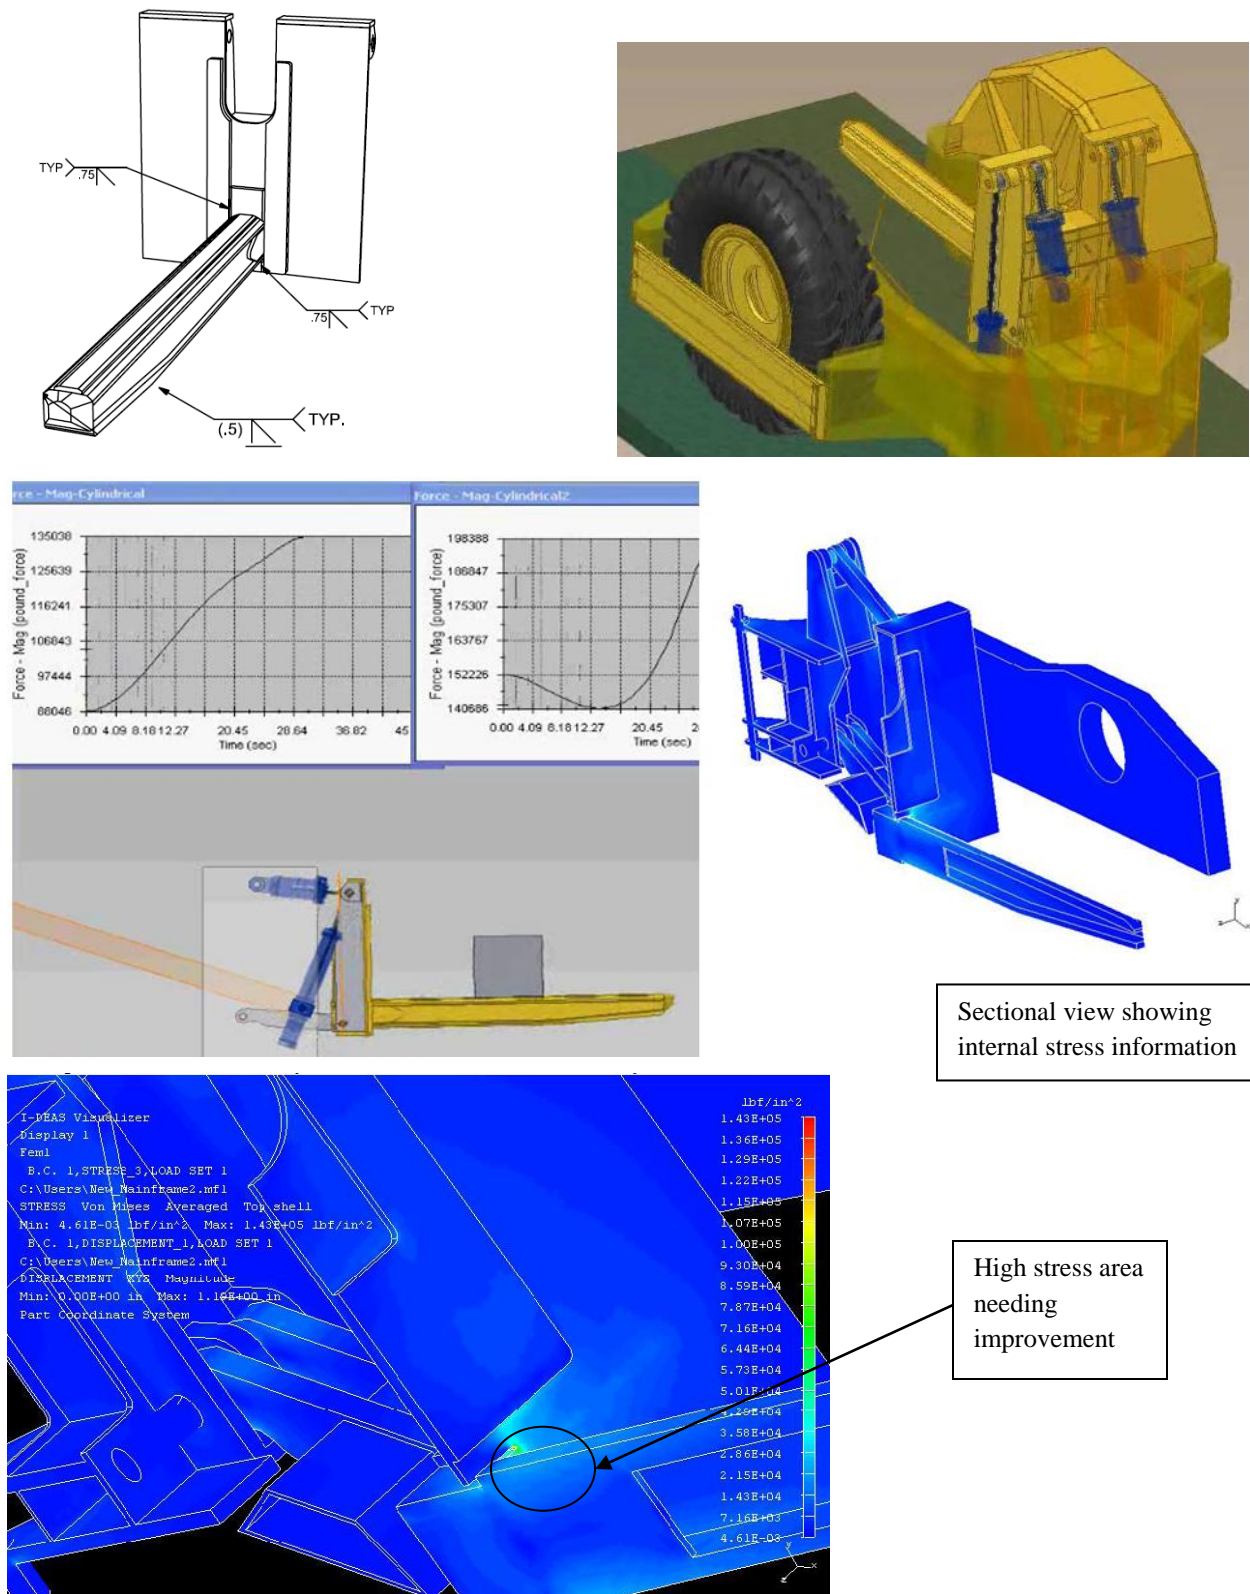 TYP
.75
.75
TYP
(.5)
TYP.
rce - Mag-Cylindrical
Force - Mag-Cylindrical2
Force - Mag (pound_force)
135038
125639
116241
106843
97444
88046
0.00 4.09 8.18 12.27 20.45 28.64 36.82 45
Time (sec)
Force - Mag (pound_force)
198388
186847
175307
163767
152226
140686
0.00 4.09 8.18 12.27 20.45 2
Time (sec)
Sectional view showing
internal stress information
I-DEAS Visualizer
Display 1
Fem1
B.C. 1,STRESS_3,LOAD SET 1
C:\Users\New_Mainframe2.mf1
STRESS Von Mises Averaged Top shell
Min: 4.61E-03 lbf/in^2 Max: 1.43E+05 lbf/in^2
B.C. 1,DISPLACEMENT_1,LOAD SET 1
C:\Users\New_Mainframe2.mf1
DISPLACEMENT XYZ Magnitude
Min: 0.00E+00 in Max: 1.19E+00 in
Part Coordinate System
lbf/in^2
1.43E+05
1.36E+05
1.29E+05
1.22E+05
1.15E+05
1.07E+05
1.00E+05
9.30E+04
8.59E+04
7.87E+04
7.16E+04
6.44E+04
5.73E+04
5.01E+04
4.29E+04
3.58E+04
2.86E+04
2.15E+04
1.43E+04
7.16E+03
4.61E-03
High stress area
needing
improvement